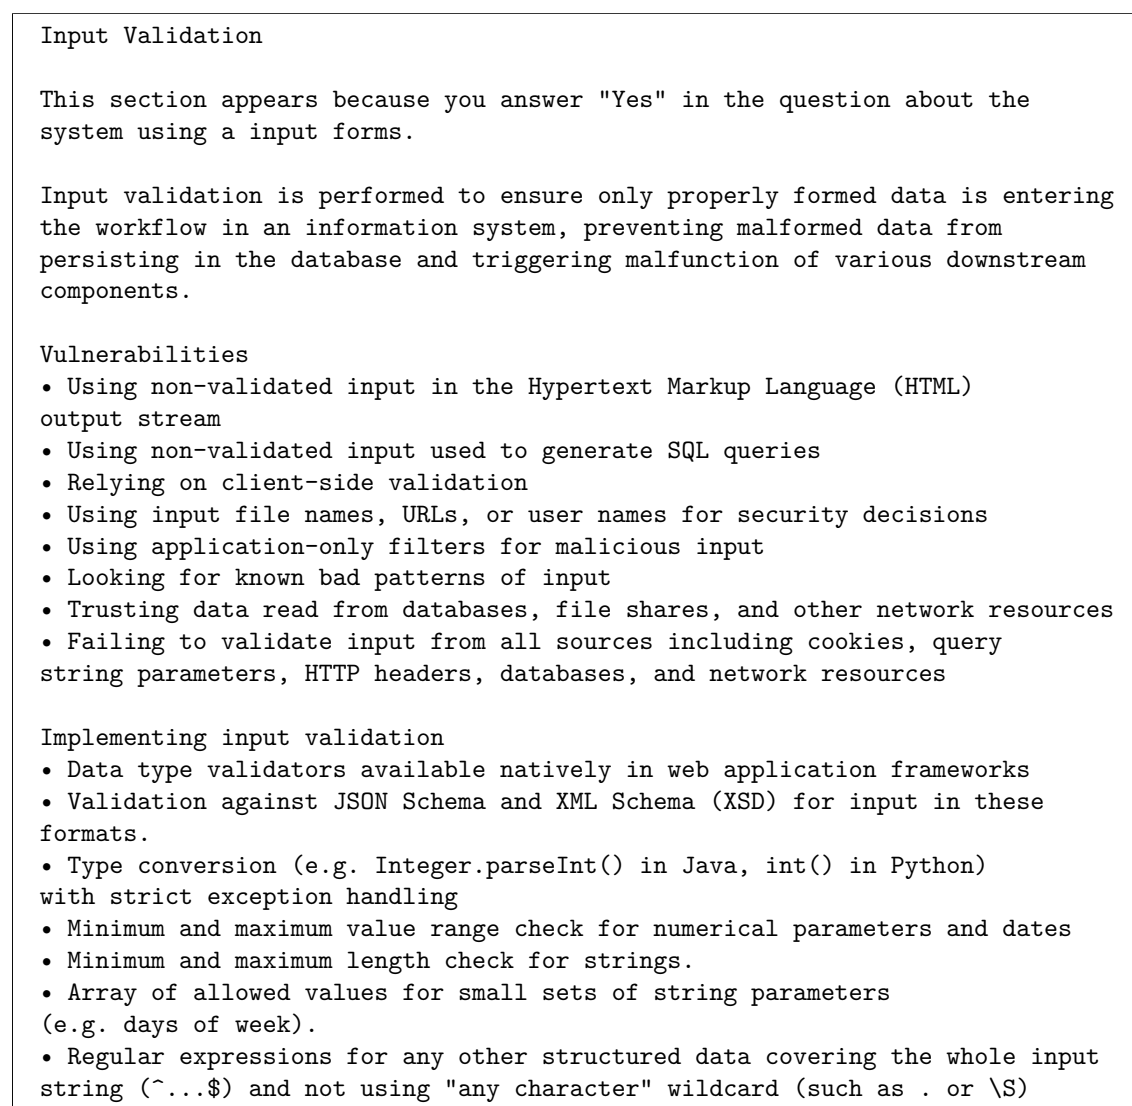 Input Validation
This section appears because you answer "Yes" in the question about the
system using a input forms.
Input validation is performed to ensure only properly formed data is entering
the workflow in an information system, preventing malformed data from
persisting in the database and triggering malfunction of various downstream
components.
Vulnerabilities
• Using non-validated input in the Hypertext Markup Language (HTML)
output stream
• Using non-validated input used to generate SQL queries
• Relying on client-side validation
• Using input file names, URLs, or user names for security decisions
• Using application-only filters for malicious input
• Looking for known bad patterns of input
• Trusting data read from databases, file shares, and other network resources
• Failing to validate input from all sources including cookies, query
string parameters, HTTP headers, databases, and network resources
Implementing input validation
• Data type validators available natively in web application frameworks
• Validation against JSON Schema and XML Schema (XSD) for input in these
formats.
• Type conversion (e.g. Integer.parseInt() in Java, int() in Python)
with strict exception handling
• Minimum and maximum value range check for numerical parameters and dates
• Minimum and maximum length check for strings.
• Array of allowed values for small sets of string parameters
(e.g. days of week).
• Regular expressions for any other structured data covering the whole input
string (^...$) and not using "any character" wildcard (such as . or \S)